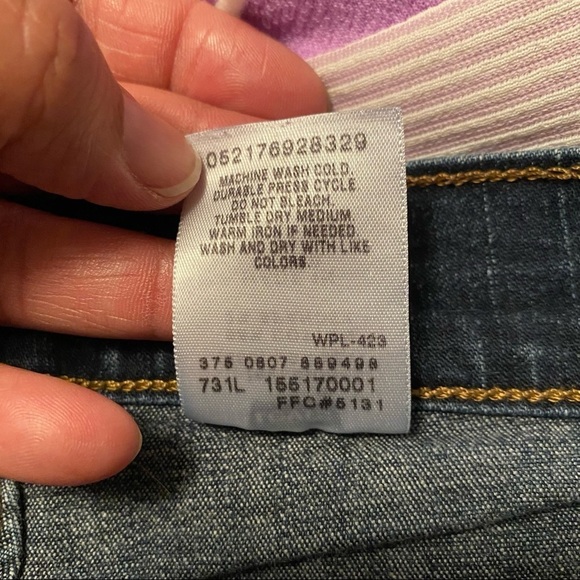 052176928329
MACHINE WASH COLD.
DURABLE PRESS CYCLE.
DO NOT BLEACH.
TUMBLE DRY MEDIUM.
WARM IRON IF NEEDED.
WASH AND DRY WITH LIKE
COLORS.
WPL-423
375 0807 889498
731L 155170001
FFC#5131